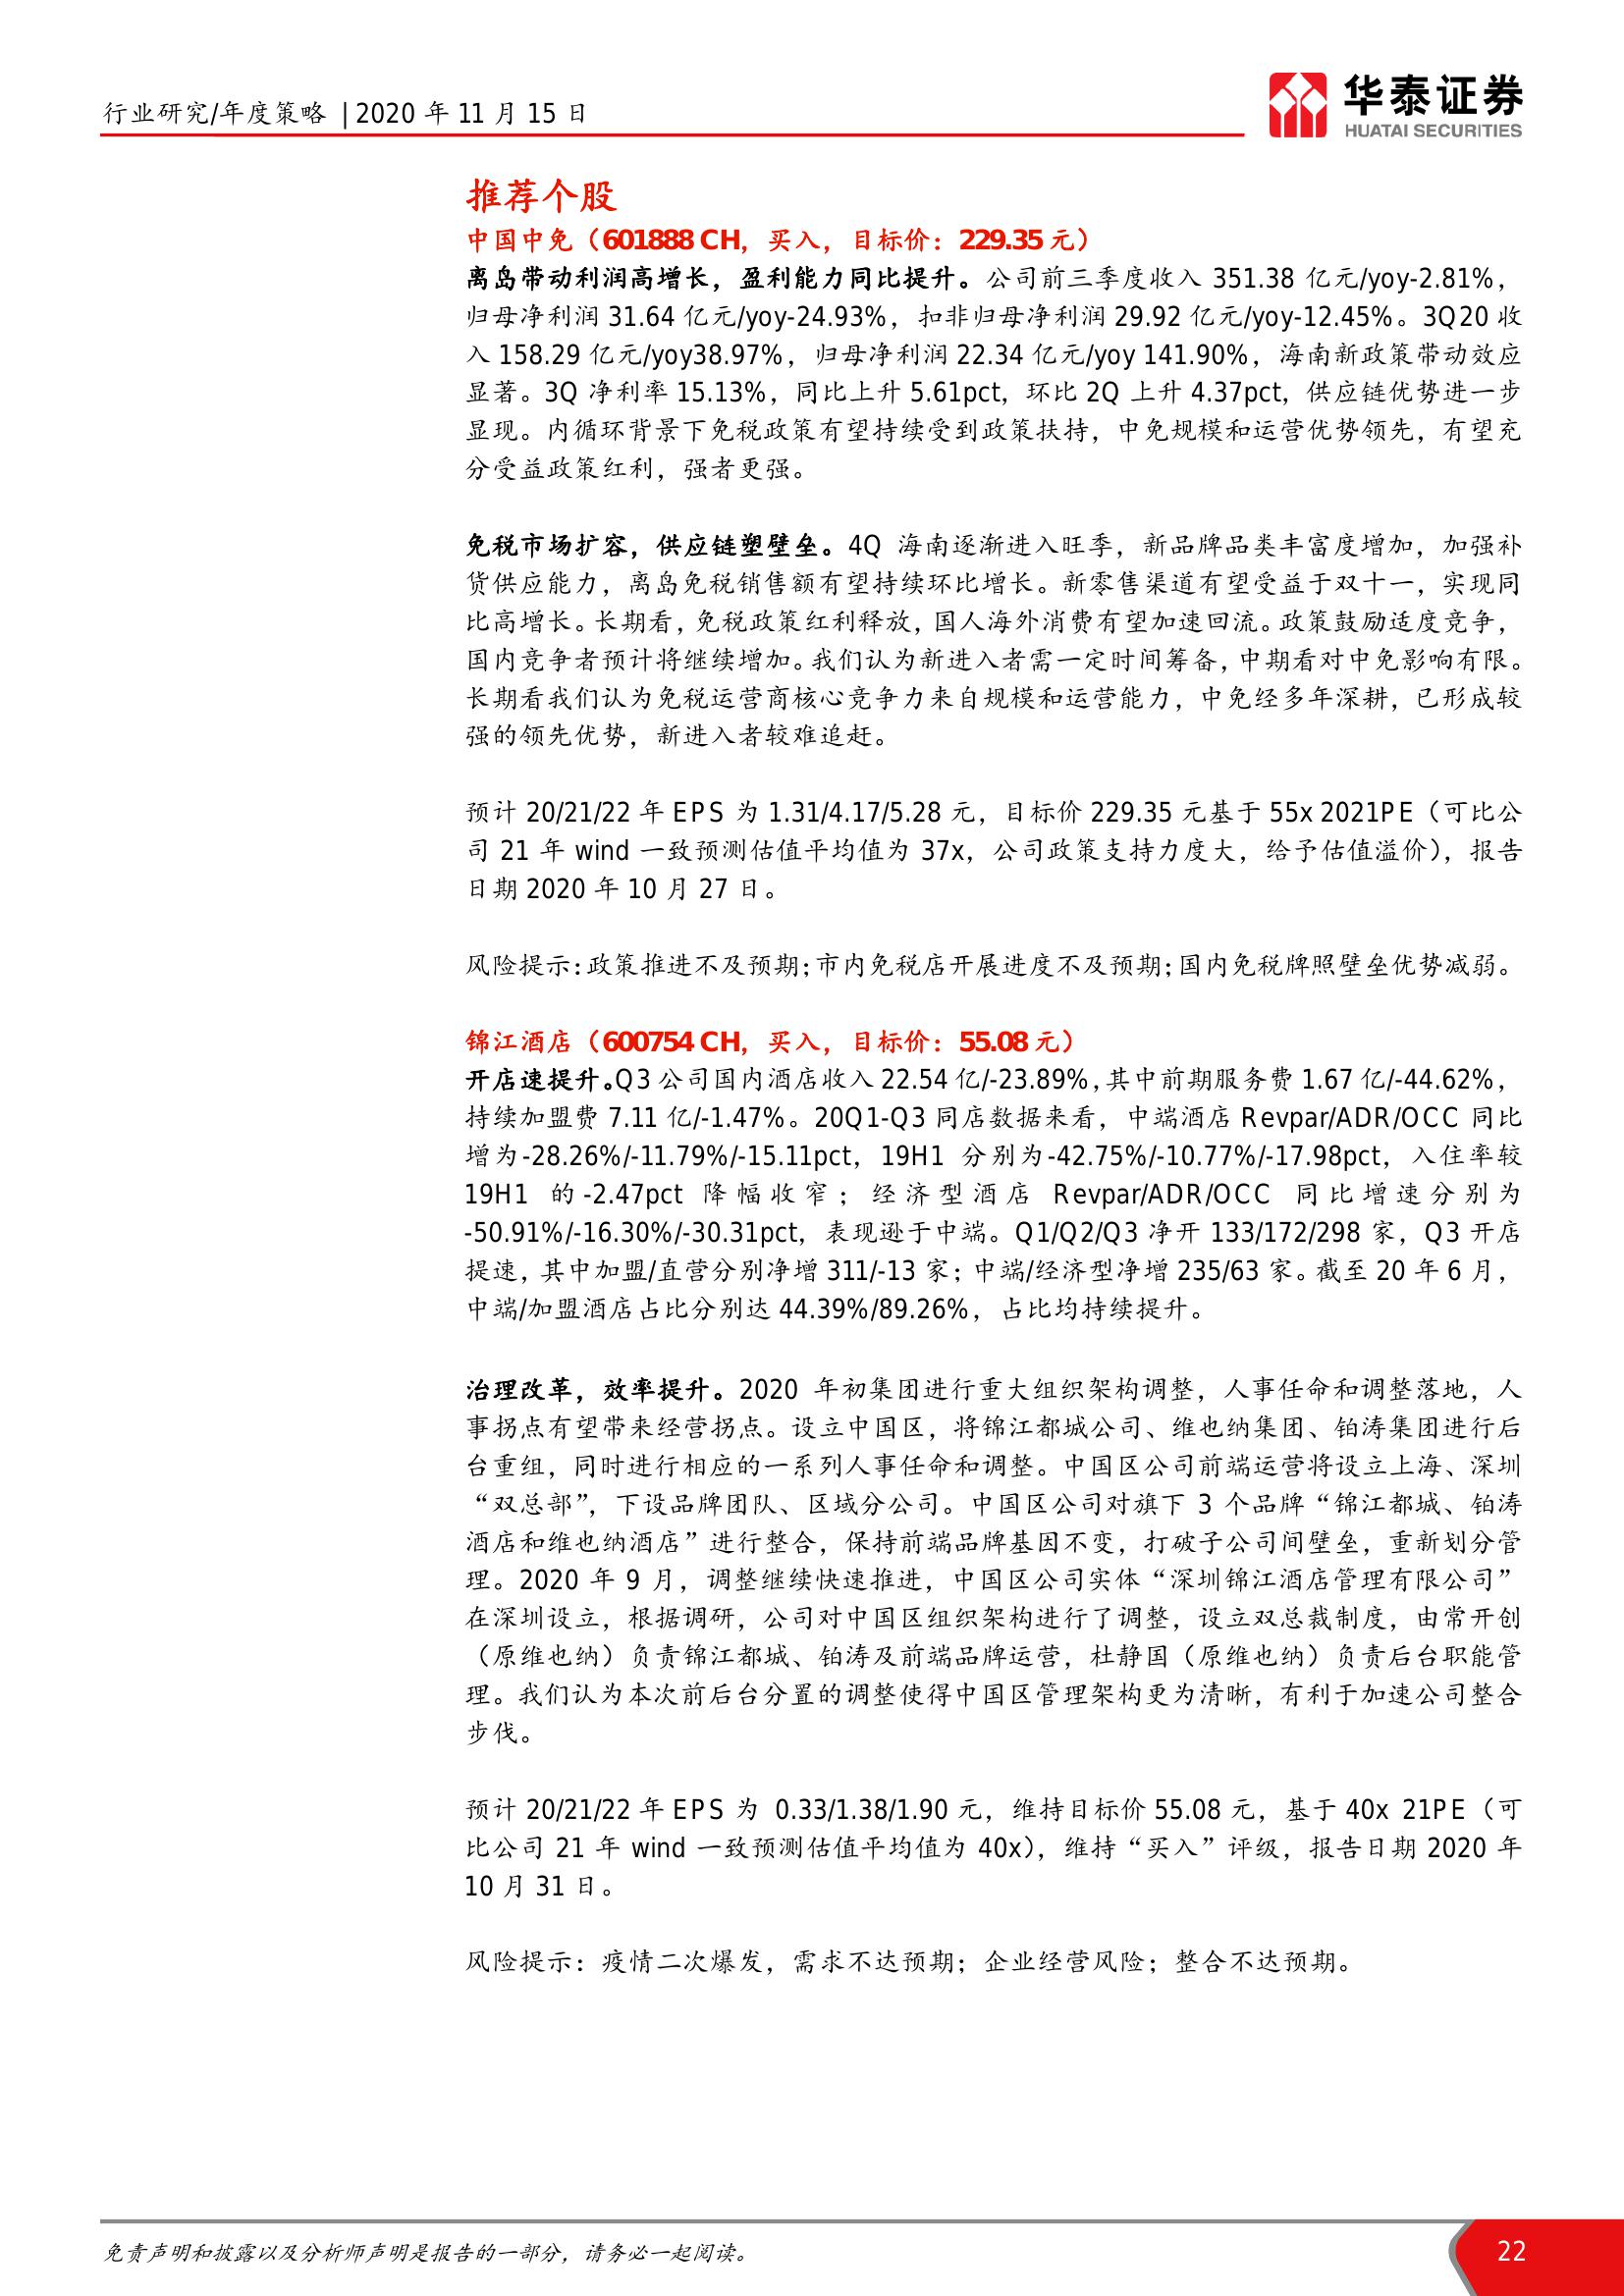 行业研究/年度策略 | 2020 年 11 月 15 日
华泰证券
HUATAI SECURITIES
推荐个股
中国中免（601888 CH，买入，目标价：229.35 元）
离岛带动利润高增长，盈利能力同比提升。公司前三季度收入 351.38 亿元/yoy-2.81%，
归母净利润 31.64 亿元/yoy-24.93%，扣非归母净利润 29.92 亿元/yoy-12.45%。3Q20 收
入 158.29 亿元/yoy38.97%，归母净利润 22.34 亿元/yoy 141.90%，海南新政策带动效应
显著。3Q 净利率 15.13%，同比上升 5.61pct，环比 2Q 上升 4.37pct，供应链优势进一步
显现。内循环背景下免税政策有望持续受到政策扶持，中免规模和运营优势领先，有望充
分受益政策红利，强者更强。
免税市场扩容，供应链塑壁垒。4Q 海南逐渐进入旺季，新品牌品类丰富度增加，加强补
货供应能力，离岛免税销售额有望持续环比增长。新零售渠道有望受益于双十一，实现同
比高增长。长期看，免税政策红利释放，国人海外消费有望加速回流。政策鼓励适度竞争，
国内竞争者预计将继续增加。我们认为新进入者需一定时间筹备，中期看对中免影响有限。
长期看我们认为免税运营商核心竞争力来自规模和运营能力，中免经多年深耕，已形成较
强的领先优势，新进入者较难追赶。
预计 20/21/22 年 EPS 为 1.31/4.17/5.28 元，目标价 229.35 元基于 55x 2021PE（可比公
司 21 年 wind 一致预测估值平均值为 37x，公司政策支持力度大，给予估值溢价），报告
日期 2020 年 10 月 27 日。
风险提示：政策推进不及预期；市内免税店开展进度不及预期；国内免税牌照壁垒优势减弱。
锦江酒店（600754 CH，买入，目标价：55.08 元）
开店速提升。Q3 公司国内酒店收入 22.54 亿/-23.89%，其中前期服务费 1.67 亿/-44.62%，
持续加盟费 7.11 亿/-1.47%。20Q1-Q3 同店数据来看，中端酒店 Revpar/ADR/OCC 同比
增为-28.26%/-11.79%/-15.11pct，19H1 分别为-42.75%/-10.77%/-17.98pct，入住率较
19H1 的-2.47pct 降幅收窄；经济型酒店 Revpar/ADR/OCC 同比增速分别为
-50.91%/-16.30%/-30.31pct，表现逊于中端。Q1/Q2/Q3 净开 133/172/298 家，Q3 开店
提速，其中加盟/直营分别净增 311/-13 家；中端/经济型净增 235/63 家。截至 20 年 6 月，
中端/加盟酒店占比分别达 44.39%/89.26%，占比均持续提升。
治理改革，效率提升。2020 年初集团进行重大组织架构调整，人事任命和调整落地，人
事拐点有望带来经营拐点。设立中国区，将锦江都城公司、维也纳集团、铂涛集团进行后
台重组，同时进行相应的一系列人事任命和调整。中国区公司前端运营将设立上海、深圳
“双总部”，下设品牌团队、区域分公司。中国区公司对旗下 3 个品牌“锦江都城、铂涛
酒店和维也纳酒店”进行整合，保持前端品牌基因不变，打破子公司间壁垒，重新划分管
理。2020 年 9 月，调整继续快速推进，中国区公司实体“深圳锦江酒店管理有限公司”
在深圳设立，根据调研，公司对中国区组织架构进行了调整，设立双总裁制度，由常开创
（原维也纳）负责锦江都城、铂涛及前端品牌运营，杜静国（原维也纳）负责后台职能管
理。我们认为本次前后台分置的调整使得中国区管理架构更为清晰，有利于加速公司整合
步伐。
预计 20/21/22 年 EPS 为 0.33/1.38/1.90 元，维持目标价 55.08 元，基于 40x 21PE（可
比公司 21 年 wind 一致预测估值平均值为 40x），维持“买入”评级，报告日期 2020 年
10 月 31 日。
风险提示：疫情二次爆发，需求不达预期；企业经营风险；整合不达预期。
免责声明和披露以及分析师声明是报告的一部分，请务必一起阅读。
22